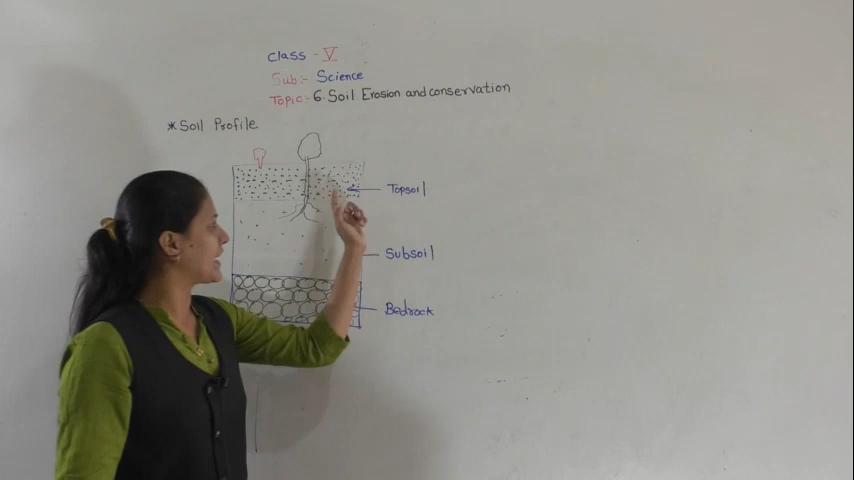 Class - V
Sub:- Science
Topic:- 6. Soil Erosion and conservation
* Soil Profile
Topsoil
Subsoil
Bedrock